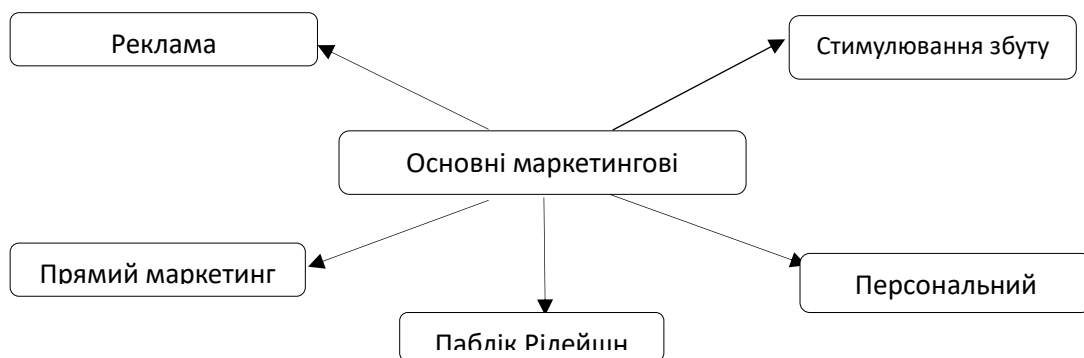 Реклама
Стимулювання збуту
Основні маркетингові
Прямий маркетинг
Персональний
Паблік Рілейшн